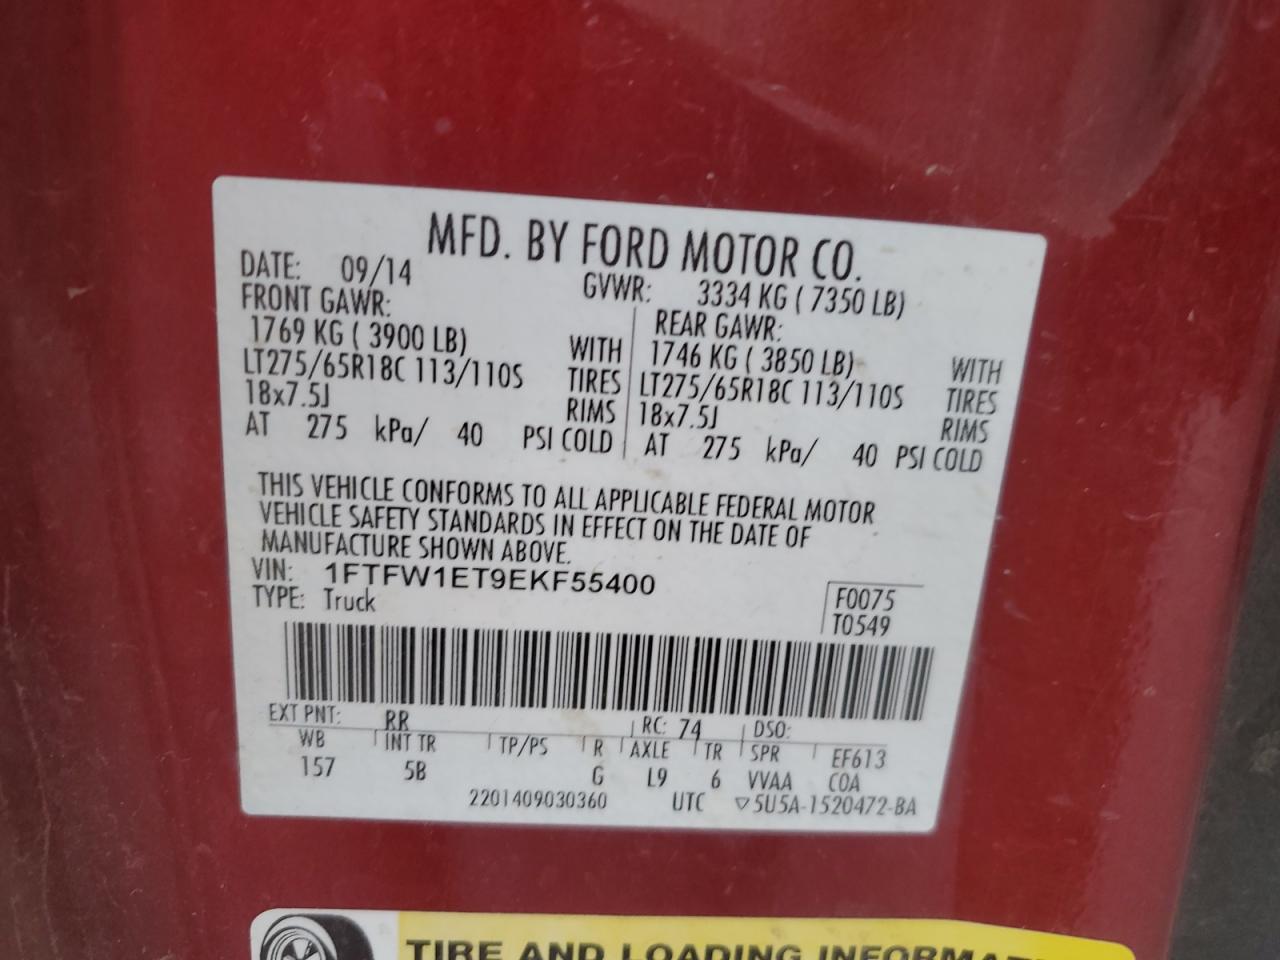 MFD. BY FORD MOTOR CO.
DATE: 09/14 GVWR: 3334 KG ( 7350 LB)
FRONT GAWR: REAR GAWR:
1769 KG ( 3900 LB) WITH 1746 KG ( 3850 LB) WITH
LT275/65R18C 113/110S TIRES LT275/65R18C 113/110S TIRES
18x7.5J RIMS 18x7.5J RIMS
AT 275 kPa/ 40 PSI COLD AT 275 kPa/ 40 PSI COLD
THIS VEHICLE CONFORMS TO ALL APPLICABLE FEDERAL MOTOR
VEHICLE SAFETY STANDARDS IN EFFECT ON THE DATE OF
MANUFACTURE SHOWN ABOVE.
VIN: 1FTFW1ET9EKF55400
TYPE: Truck
F0075
T0549
EXT PNT: RR RC: 74 DSO:
WB INT TR TP/PS R AXLE TR SPR EF613
157 5B G L9 6 VVAA COA
2201409030360 UTC ▽5U5A-1520472-BA
TIRE AND LOADING